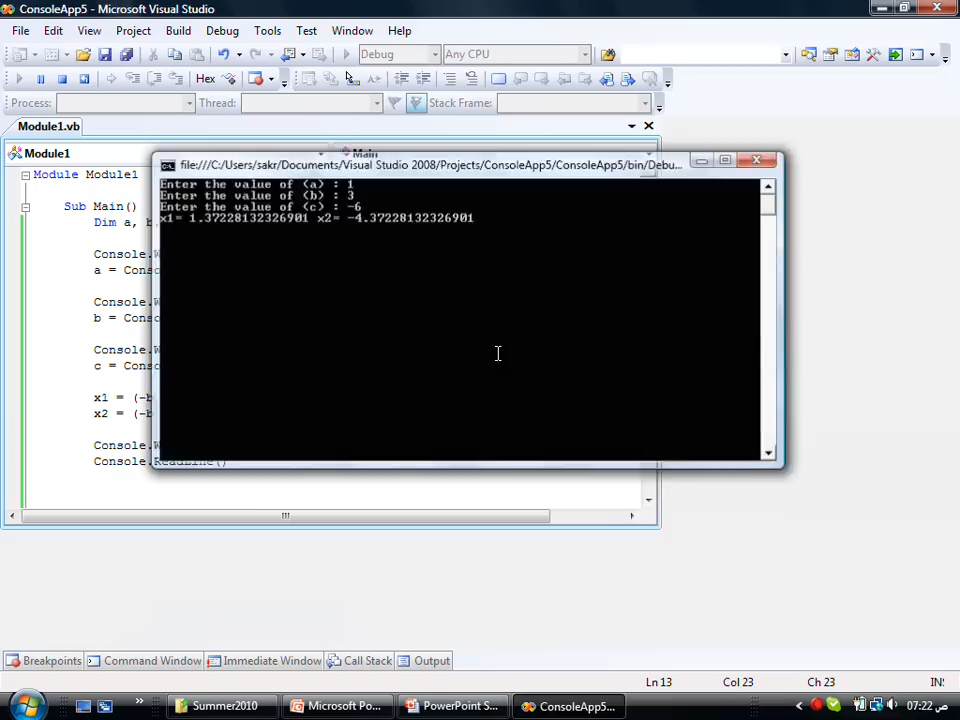 ConsoleApp5 - Microsoft Visual Studio
File Edit View Project Build Debug Tools Test Window Help
Debug Any CPU
Hex
Process: Thread: Stack Frame:
Module1.vb
Module1 Main
file:///C:/Users/sakr/Documents/Visual Studio 2008/Projects/ConsoleApp5/ConsoleApp5/bin/Debu...
Enter the value of (a) : 1
Enter the value of (b) : 3
Enter the value of (c) : -6
x1= 1.37228132326901 x2= -4.37228132326901
Module Module1
Sub Main()
Dim a, b
Console.W
a = Conso
Console.W
b = Conso
Console.W
c = Conso
x1 = (-b
x2 = (-b
Console.W
Console.ReadLine()
Breakpoints Command Window Immediate Window Call Stack Output
Ln 13 Col 23 Ch 23 INS
Summer2010 Microsoft Po... PowerPoint S... ConsoleApp5... 07:22 ص